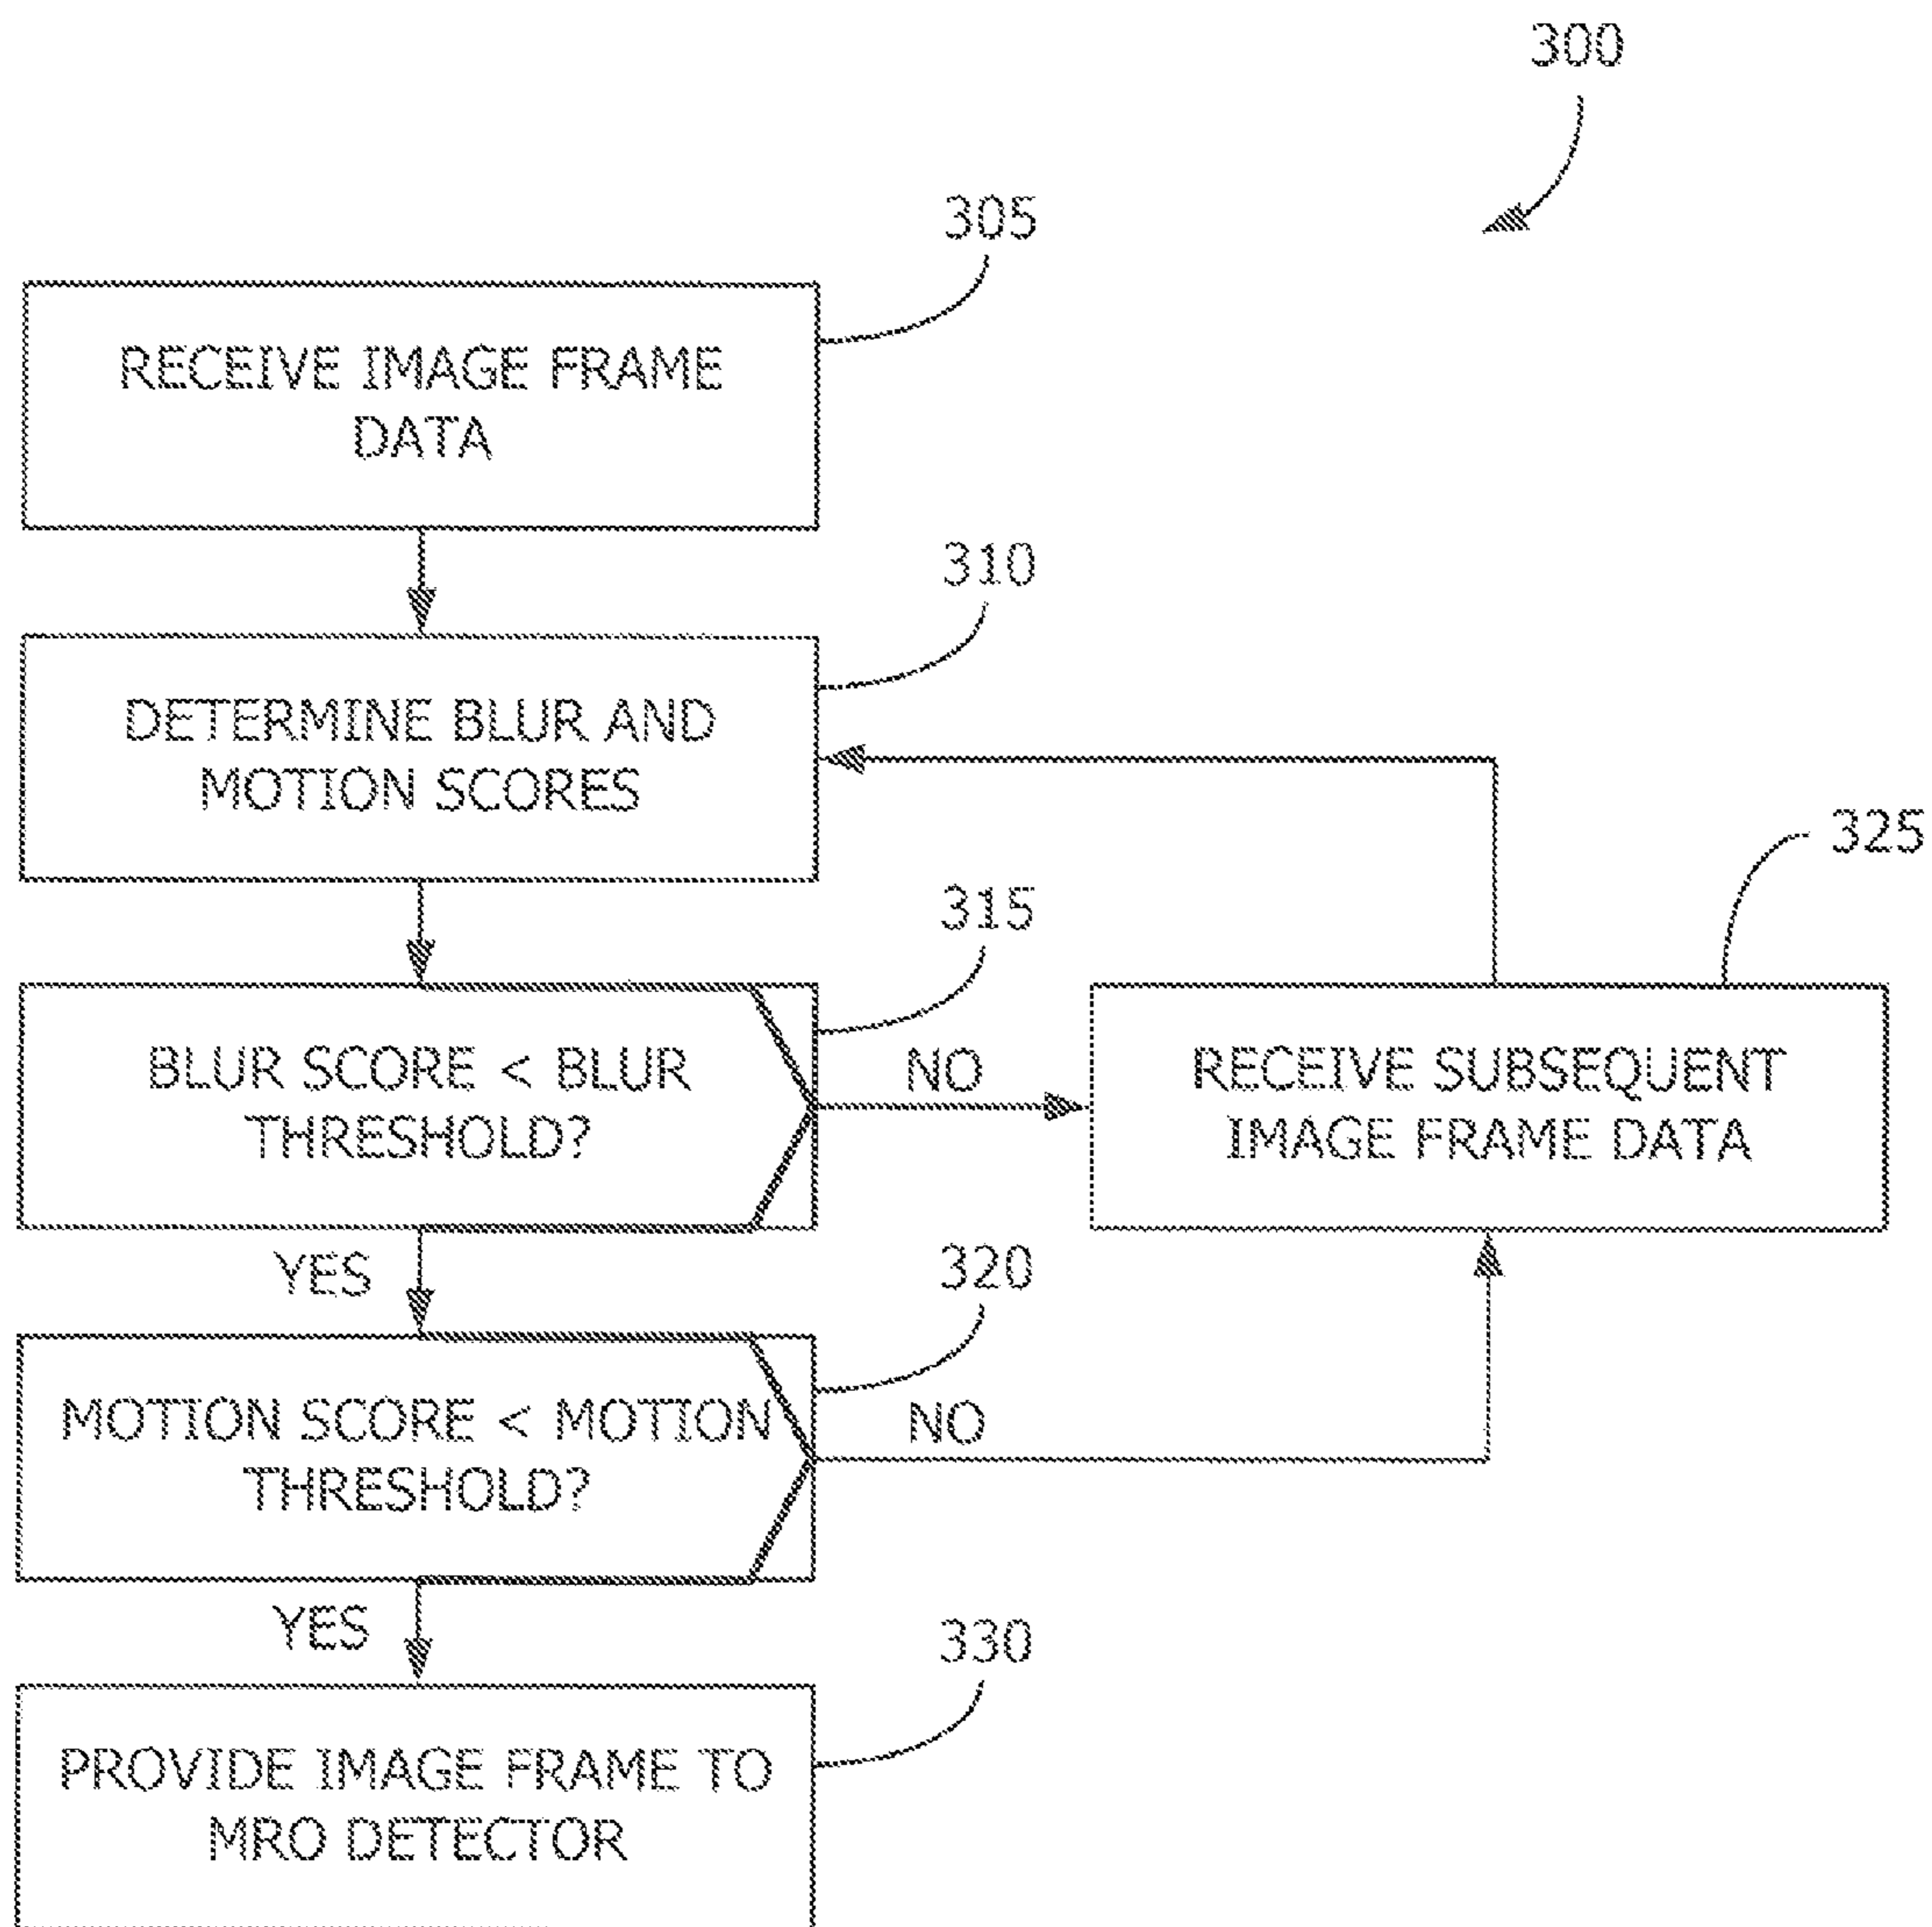 300
305
RECEIVE IMAGE FRAME
DATA
310
DETERMINE BLUR AND
MOTION SCORES
325
315
BLUR SCORE < BLUR
THRESHOLD?
NO
RECEIVE SUBSEQUENT
IMAGE FRAME DATA
YES
320
MOTION SCORE < MOTION
THRESHOLD?
NO
YES
330
PROVIDE IMAGE FRAME TO
MRO DETECTOR